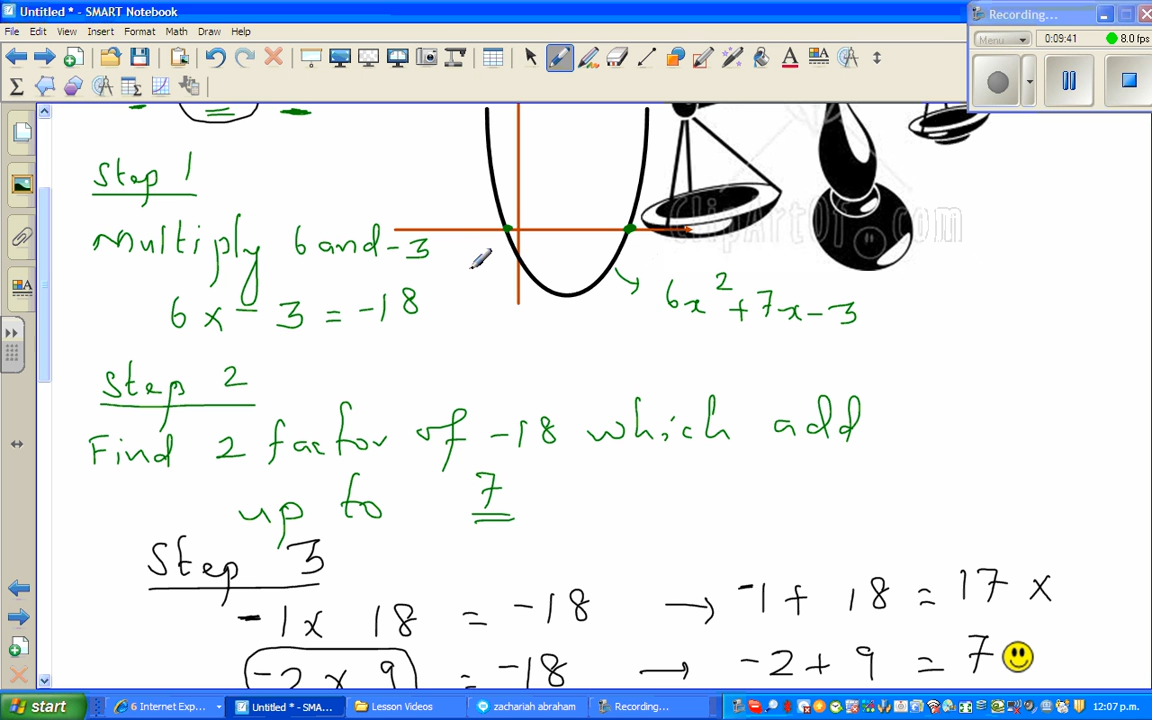 Untitled * - SMART Notebook
File Edit View Insert Format Math Draw Help
Recording...
Menu 0:09:41 8.0 fps
Step 1
Multiply 6 and -3
6 x - 3 = -18
ClipArtOf .com
6x² + 7x - 3
Step 2
Find 2 factor of -18 which add
up to 7
Step 3
-1 x 18 = -18 → -1 + 18 = 17 x
-2 x 9 = -18 → -2 + 9 = 7
start 6 Internet Exp... Untitled * - SMA... Lesson Videos zachariah abraham Recording... 12:07 p.m.